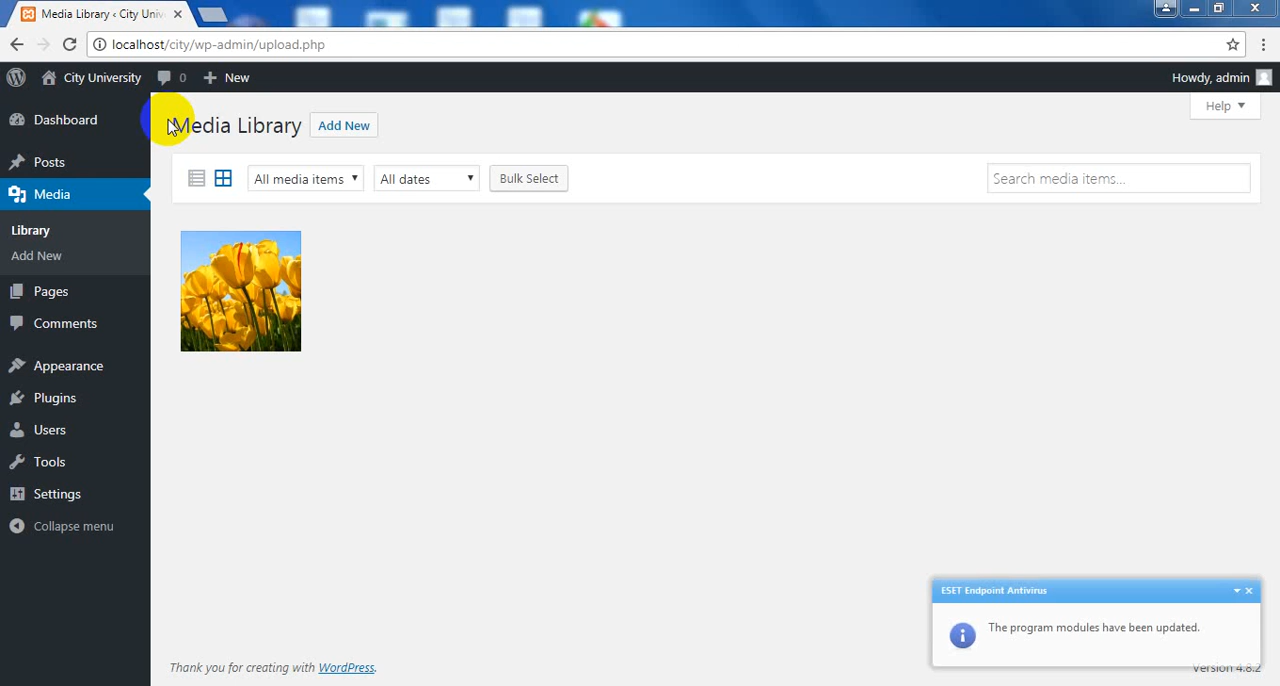 Media Library ‹ City Univ
localhost/city/wp-admin/upload.php
City University
0
New
Howdy, admin
Help
Dashboard
Posts
Media
Library
Add New
Pages
Comments
Appearance
Plugins
Users
Tools
Settings
Collapse menu
Media Library
Add New
All media items
All dates
Bulk Select
Search media items...
ESET Endpoint Antivirus
The program modules have been updated.
Thank you for creating with WordPress.
Version 4.8.2